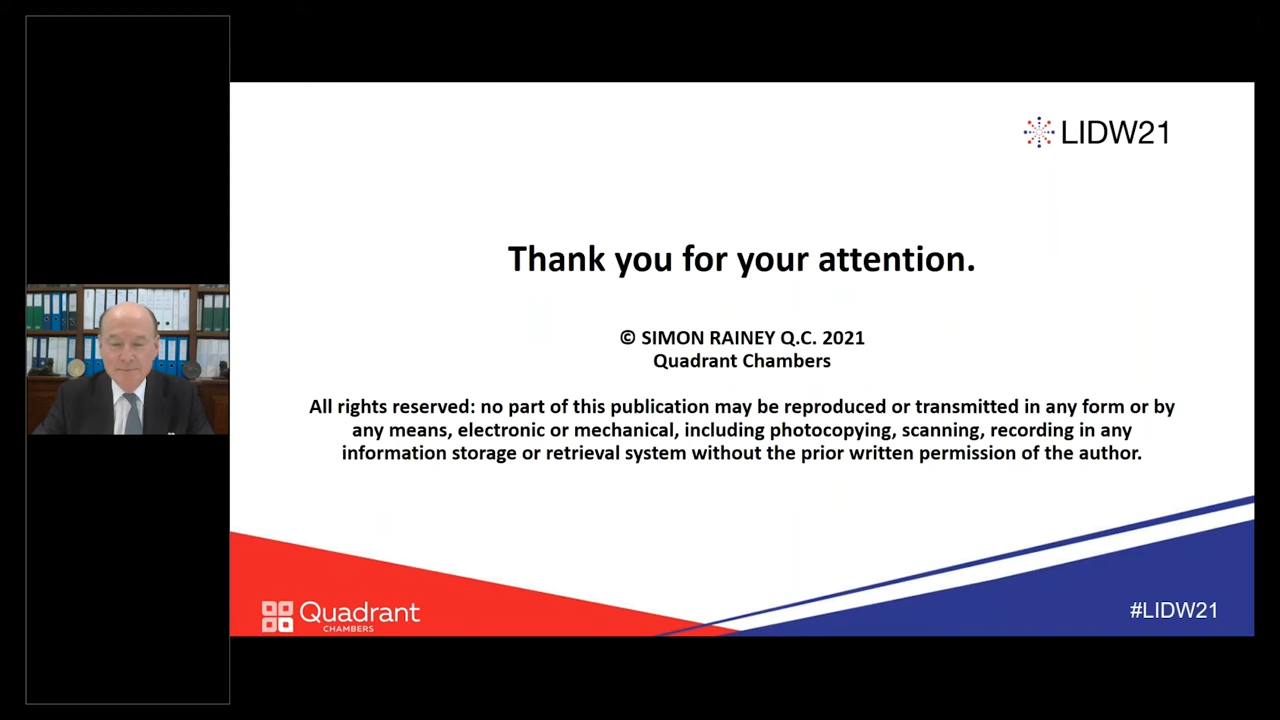 LIDW21
Thank you for your attention.
© SIMON RAINEY Q.C. 2021
Quadrant Chambers
All rights reserved: no part of this publication may be reproduced or transmitted in any form or by
any means, electronic or mechanical, including photocopying, scanning, recording in any
information storage or retrieval system without the prior written permission of the author.
Quadrant
CHAMBERS
#LIDW21